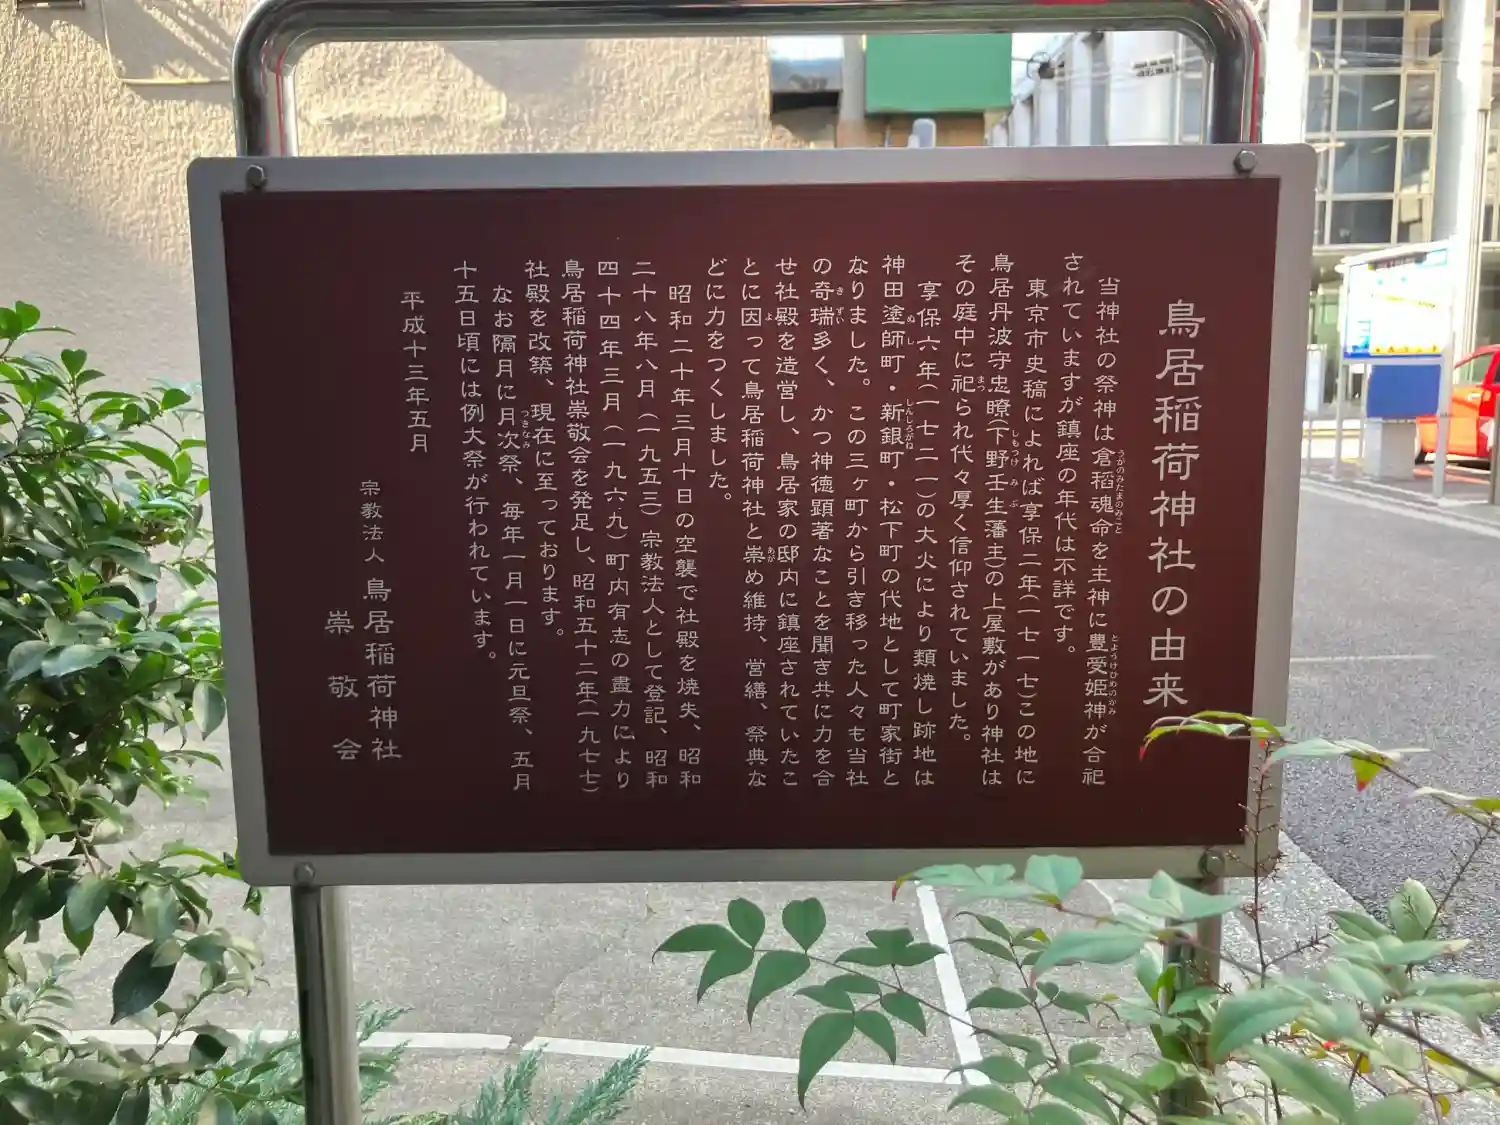 鳥居稲荷神社の由来
当神社の祭神は倉稻魂命を主神に豊受姫神が合祀
されていますが鎮座の年代は不詳です。
東京市史稿によれば享保二年(一七一七)この地に
鳥居丹波守忠瞭(下野壬生藩主)の上屋敷があり神社は
その庭中に祀られ代々厚く信仰されていました。
享保六年(一七二一)の大火により類焼し跡地は
神田塗師町・新銀町・松下町の代地として町家街と
なりました。この三ヶ町から引き移った人々も当社
の奇瑞多く、かつ神徳顕著なことを聞き共に力を合
せ社殿を造営し、鳥居家の邸内に鎮座されていたこ
とに因って鳥居稲荷神社と崇め維持、営繕、祭典な
どに力をつくしました。
昭和二十年三月十日の空襲で社殿を焼失、昭和
二十八年八月(一九五三)宗教法人として登記、昭和
四十四年三月(一九六九)町内有志の盡力により
鳥居稲荷神社崇敬会を発足し、昭和五十二年(一九七七)
社殿を改築、現在に至っております。
なお隔月に月次祭、毎年一月一日に元旦祭、五月
十五日頃には例大祭が行われています。
平成十三年五月
宗教法人 鳥居稲荷神社
崇敬会